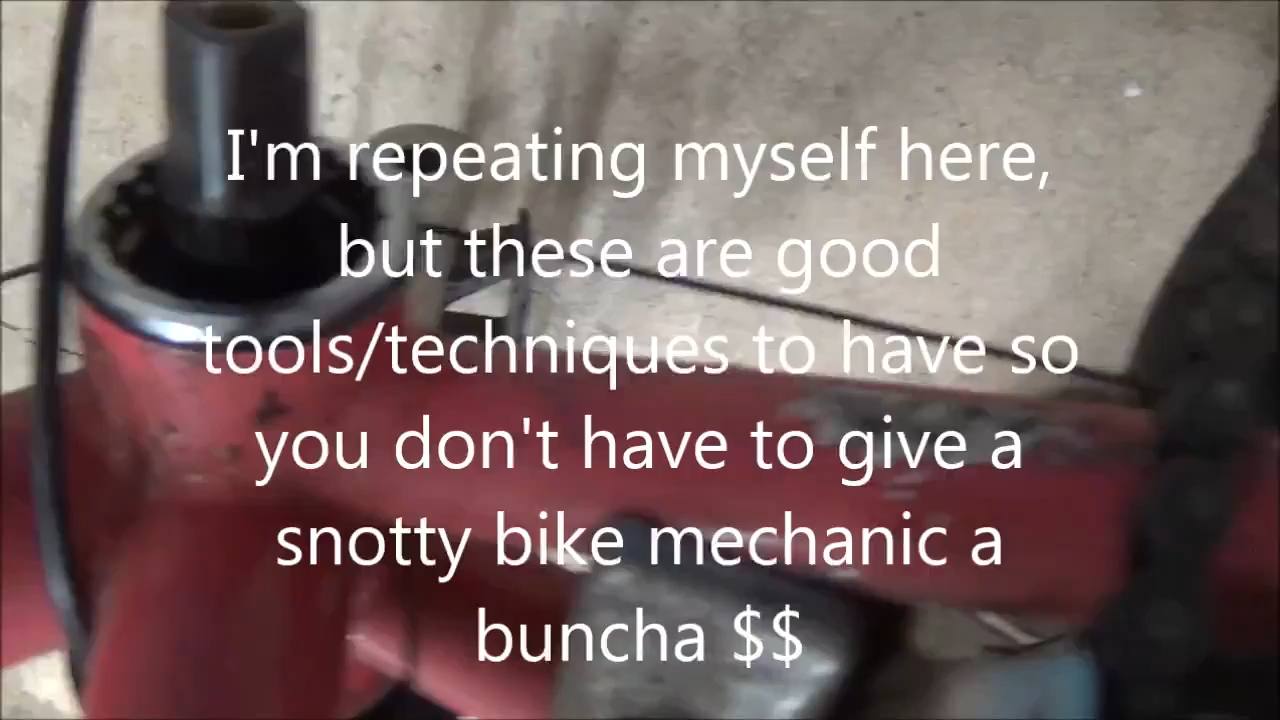 I'm repeating myself here,
but these are good
tools/techniques to have so
you don't have to give a
snotty bike mechanic a
buncha $$